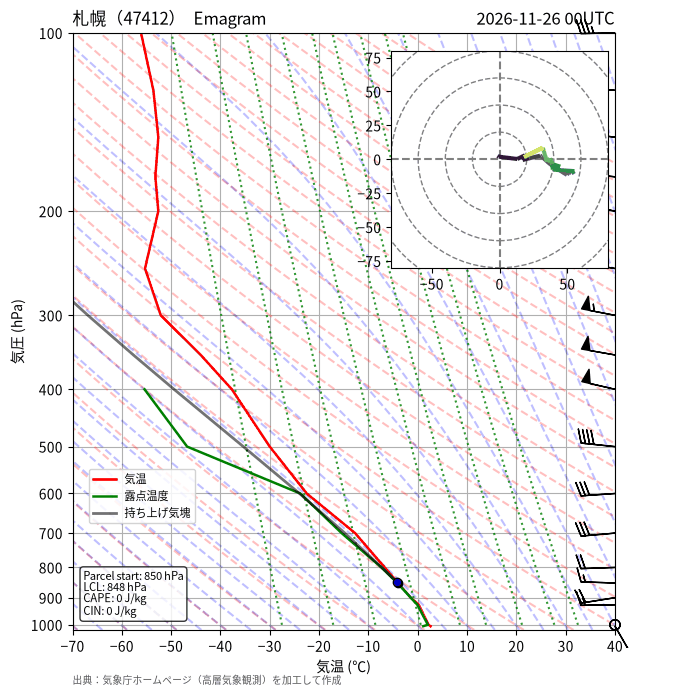 札幌（47412） Emagram
2026-11-26 00UTC
100
200
300
400
500
600
700
800
900
1000
気圧 (hPa)
75
50
25
0
−25
−50
−75
−50
0
50
気温
露点温度
持ち上げ気塊
Parcel start: 850 hPa
LCL: 848 hPa
CAPE: 0 J/kg
CIN: 0 J/kg
−70
−60
−50
−40
−30
−20
−10
0
10
20
30
40
気温 (°C)
出典：気象庁ホームページ（高層気象観測）を加工して作成